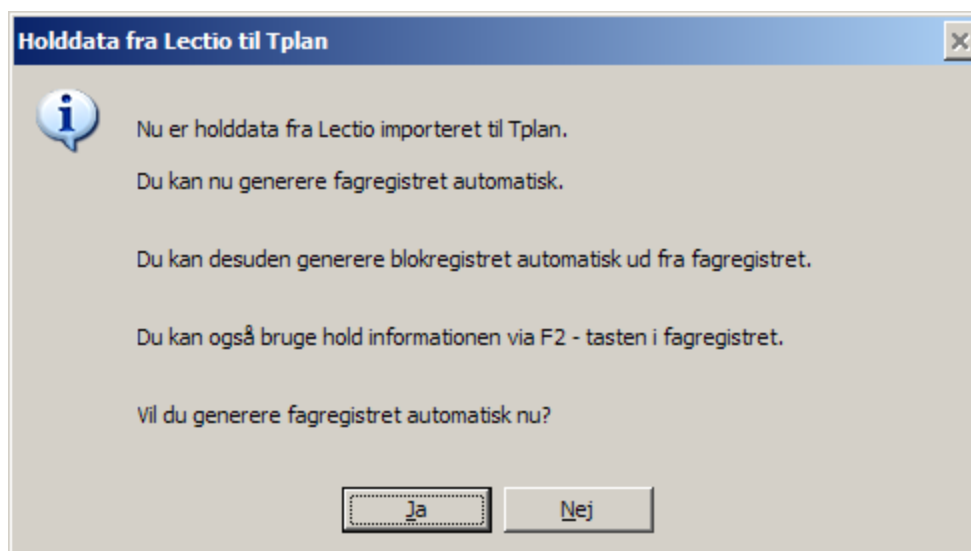 Holddata fra Lectio til Tplan
Nu er holddata fra Lectio importeret til Tplan.
Du kan nu generere fagregistret automatisk.
Du kan desuden generere blokregistret automatisk ud fra fagregistret.
Du kan også bruge hold informationen via F2 - tasten i fagregistret.
Vil du generere fagregistret automatisk nu?
Ja
Nej